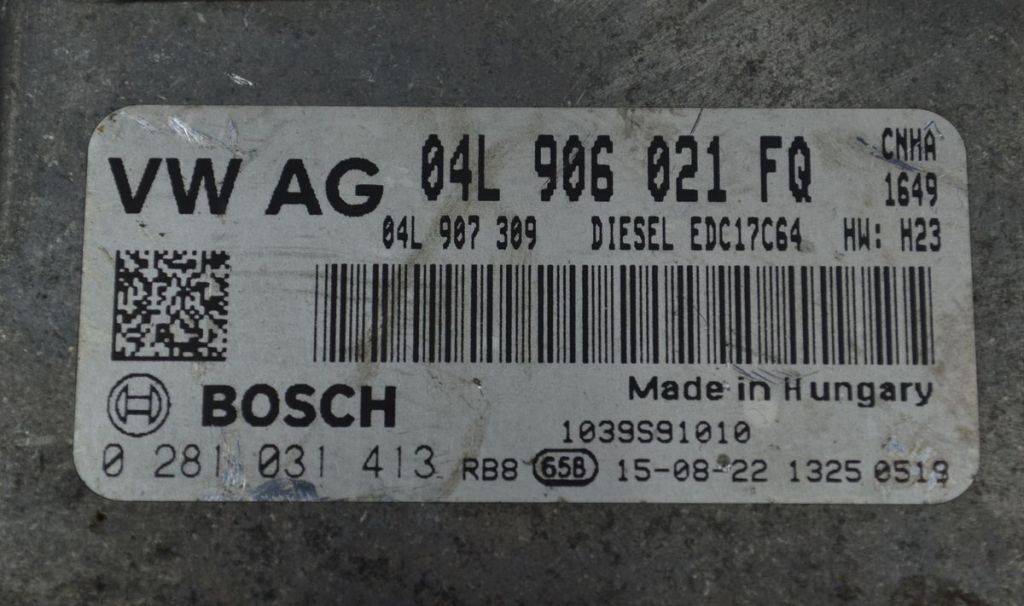 VW AG 04L 906 021 FQ CNHA
1649
04L 907 309 DIESEL EDC17C64 HW: H23
BOSCH
Made in Hungary
1039S91010
0 281 031 413 RB8 65B 15-08-22 1325 0519